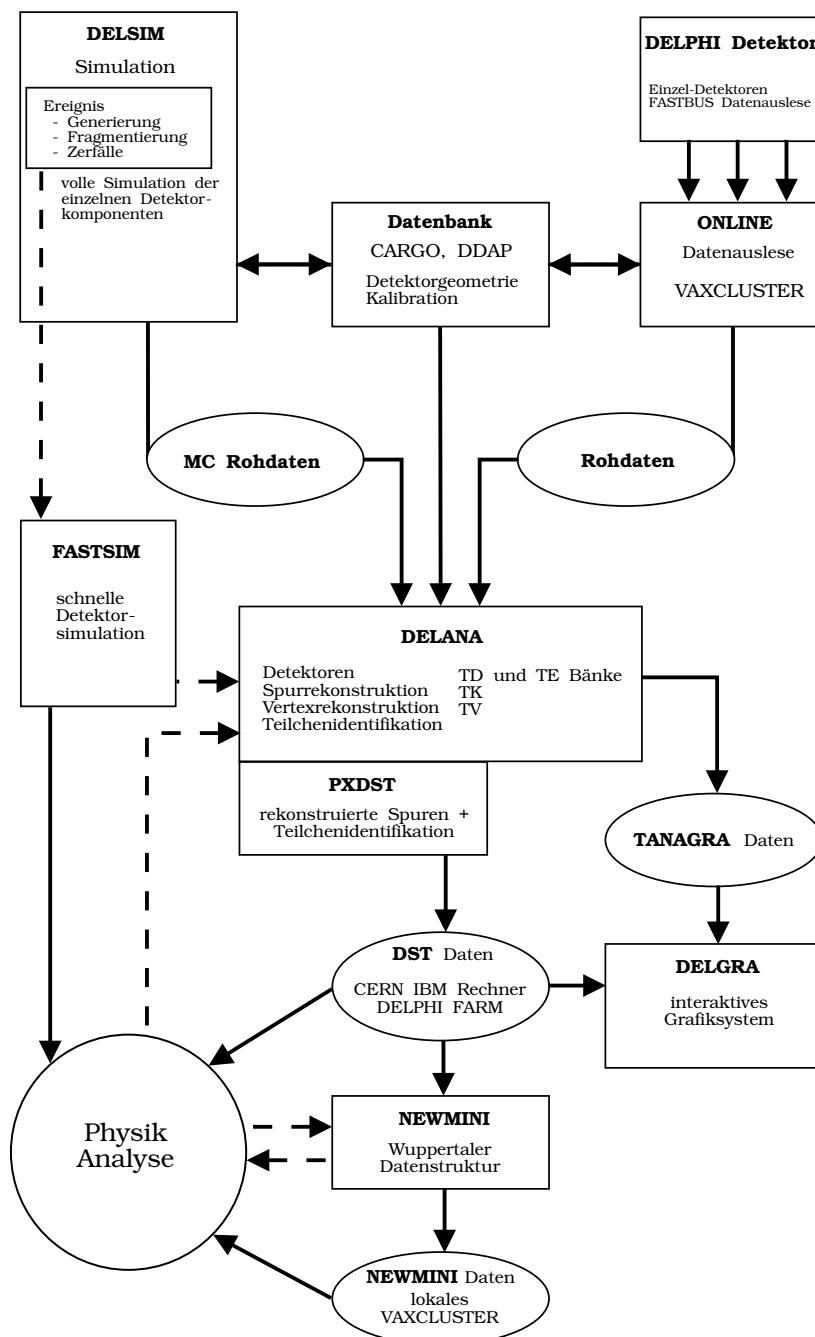 DELSIM
Simulation
Ereignis
- Generierung
- Fragmentierung
- Zerfälle
volle Simulation der
einzelnen Detektor-
komponenten
DELPHI Detektor
Einzel-Detektoren
FASTBUS Datenauslese
Datenbank
CARGO, DDAP
Detektorgeometrie
Kalibration
ONLINE
Datenauslese
VAXCLUSTER
MC Rohdaten
Rohdaten
FASTSIM
schnelle
Detektor-
simulation
DELANA
Detektoren TD und TE Bänke
Spurrekonstruktion TK
Vertexrekonstruktion TV
Teilchenidentifikation
PXDST
rekonstruierte Spuren +
Teilchenidentifikation
TANAGRA Daten
DST Daten
CERN IBM Rechner
DELPHI FARM
DELGRA
interaktives
Grafiksystem
Physik
Analyse
NEWMINI
Wuppertaler
Datenstruktur
NEWMINI Daten
lokales
VAXCLUSTER